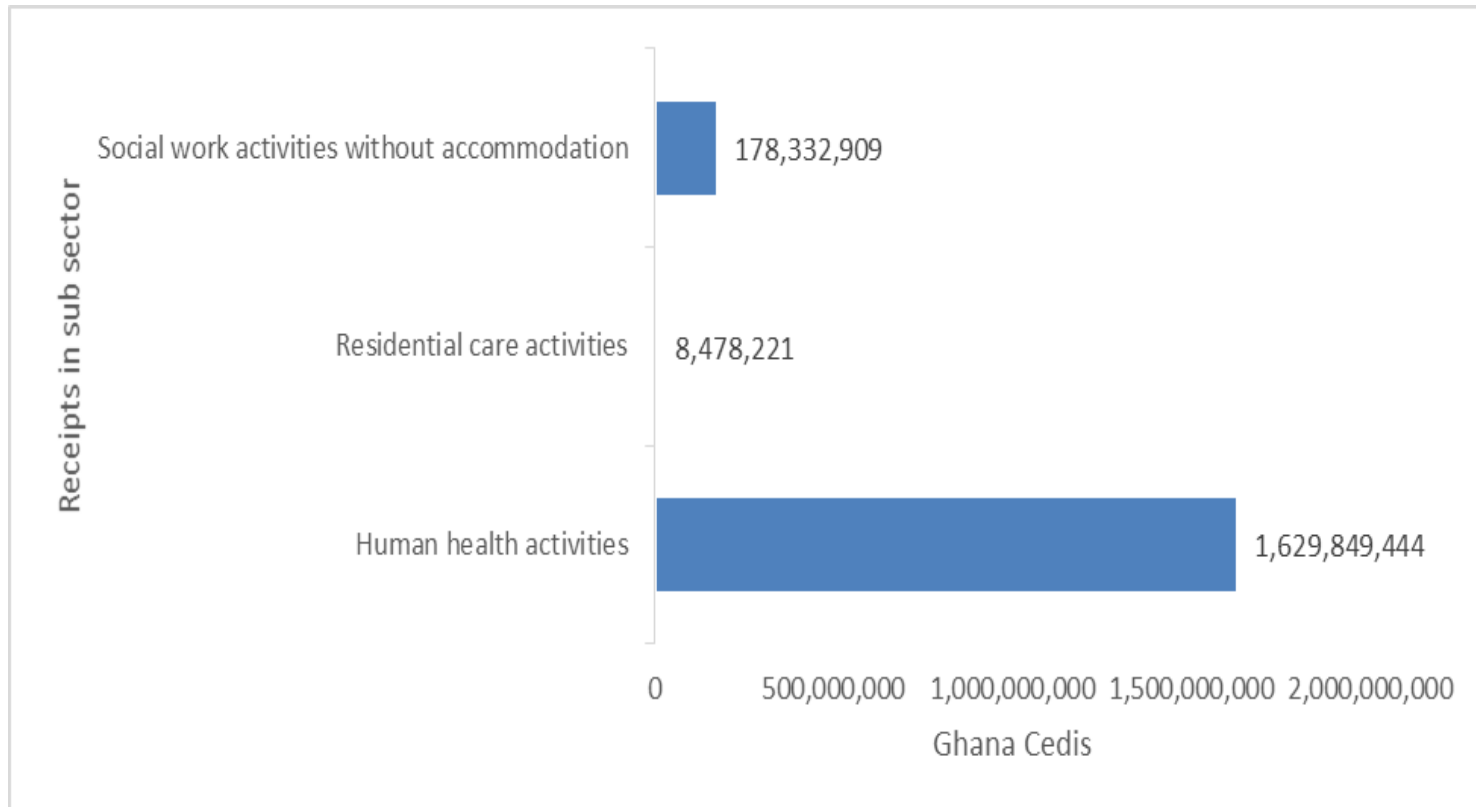 Receipts in sub sector
Social work activities without accommodation
178,332,909
Residential care activities
8,478,221
Human health activities
1,629,849,444
0
500,000,000
1,000,000,000
1,500,000,000
2,000,000,000
Ghana Cedis